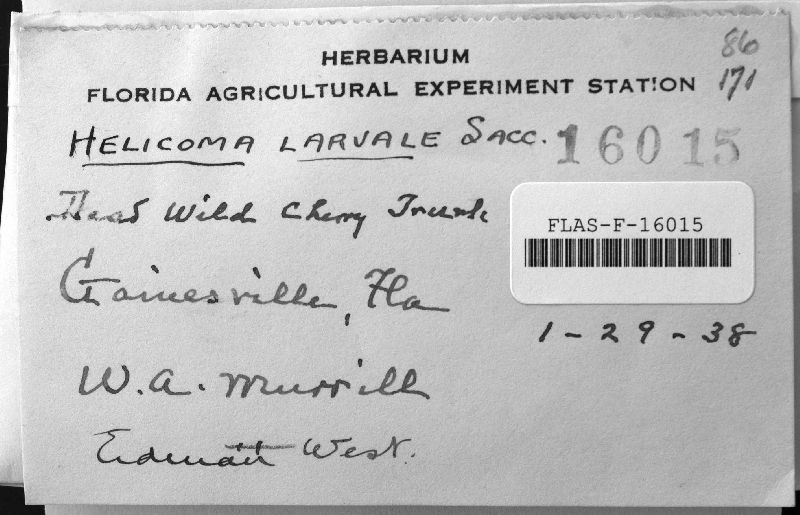 HERBARIUM
FLORIDA AGRICULTURAL EXPERIMENT STATION
86
171
HELICOMA LARVALE Sacc. 16015
Dead Wild Cherry Trunk
FLAS-F-16015
Gainesville, Fla
1-29-38
W.A. Murrill
Erdman West.